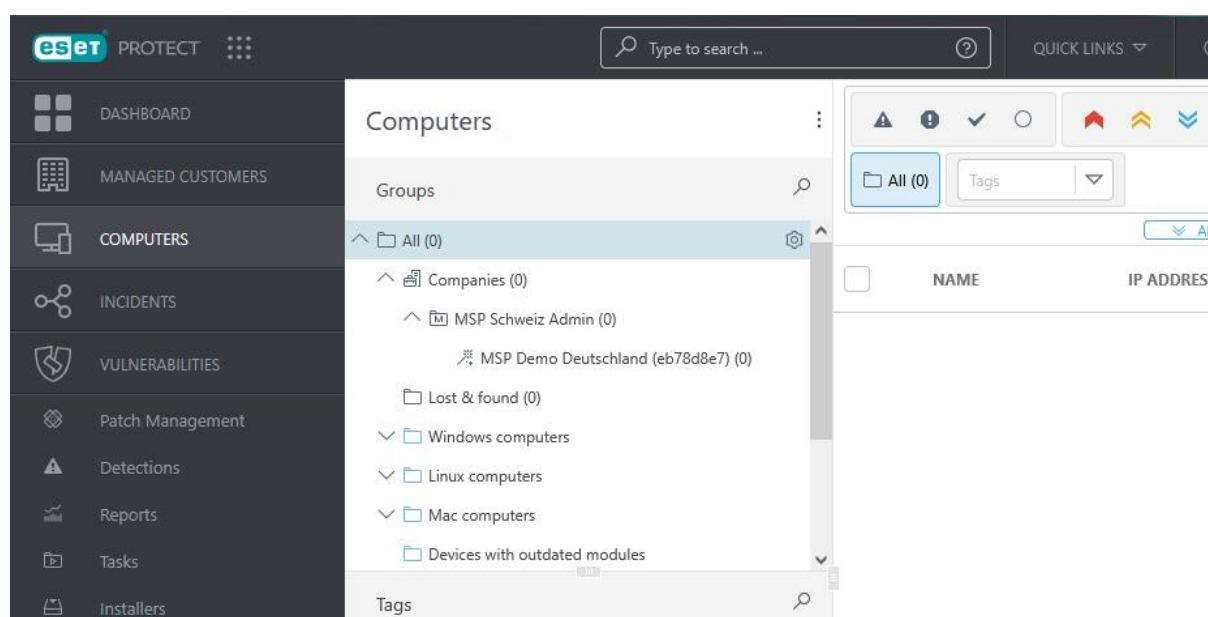 eset PROTECT
Type to search ...
QUICK LINKS
DASHBOARD
MANAGED CUSTOMERS
COMPUTERS
INCIDENTS
VULNERABILITIES
Patch Management
Detections
Reports
Tasks
Installers
Computers
Groups
All (0)
Companies (0)
MSP Schweiz Admin (0)
MSP Demo Deutschland (eb78d8e7) (0)
Lost & found (0)
Windows computers
Linux computers
Mac computers
Devices with outdated modules
Tags
All (0)
Tags
NAME
IP ADDRES